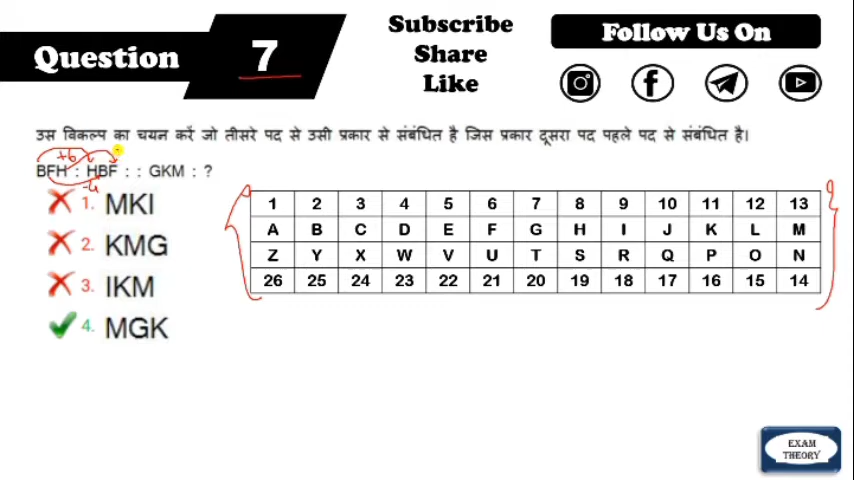 Question
7
Subscribe
Share
Like
Follow Us On
उस विकल्प का चयन करें जो तीसरे पद से उसी प्रकार से संबंधित है जिस प्रकार दूसरा पद पहले पद से संबंधित है।
+6
BFH : HBF : : GKM : ?
-4
1. MKI
2. KMG
3. IKM
4. MGK
1 2 3 4 5 6 7 8 9 10 11 12 13
A B C D E F G H I J K L M
Z Y X W V U T S R Q P O N
26 25 24 23 22 21 20 19 18 17 16 15 14
EXAM
THEORY